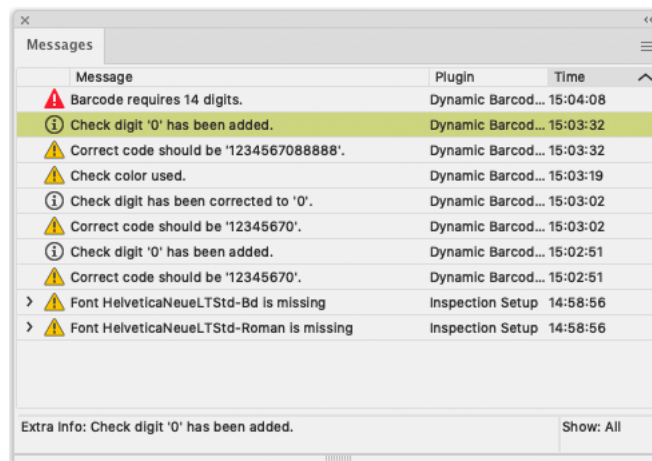 Messages
Message Plugin Time
Barcode requires 14 digits. Dynamic Barcod... 15:04:08
Check digit '0' has been added. Dynamic Barcod... 15:03:32
Correct code should be '1234567088888'. Dynamic Barcod... 15:03:32
Check color used. Dynamic Barcod... 15:03:19
Check digit has been corrected to '0'. Dynamic Barcod... 15:03:02
Correct code should be '12345670'. Dynamic Barcod... 15:03:02
Check digit '0' has been added. Dynamic Barcod... 15:02:51
Correct code should be '12345670'. Dynamic Barcod... 15:02:51
Font HelveticaNeueLTStd-Bd is missing Inspection Setup 14:58:56
Font HelveticaNeueLTStd-Roman is missing Inspection Setup 14:58:56
Extra Info: Check digit '0' has been added. Show: All